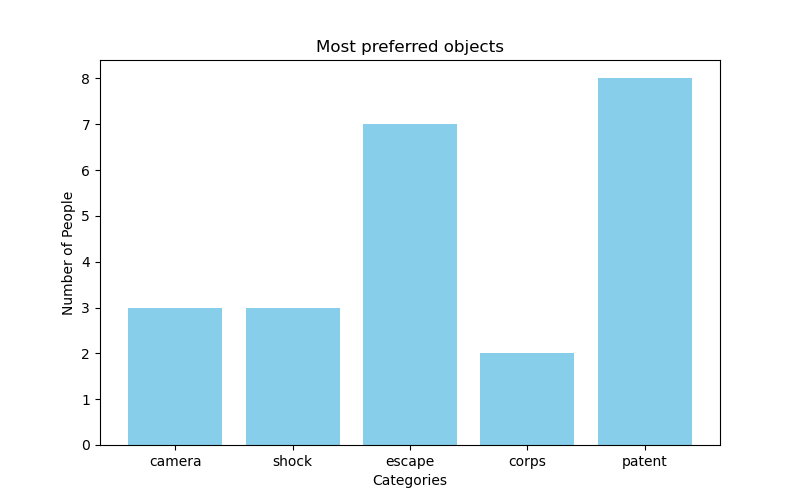 Most preferred objects
Number of People
8
7
6
5
4
3
2
1
0
camera shock escape corps patent
Categories